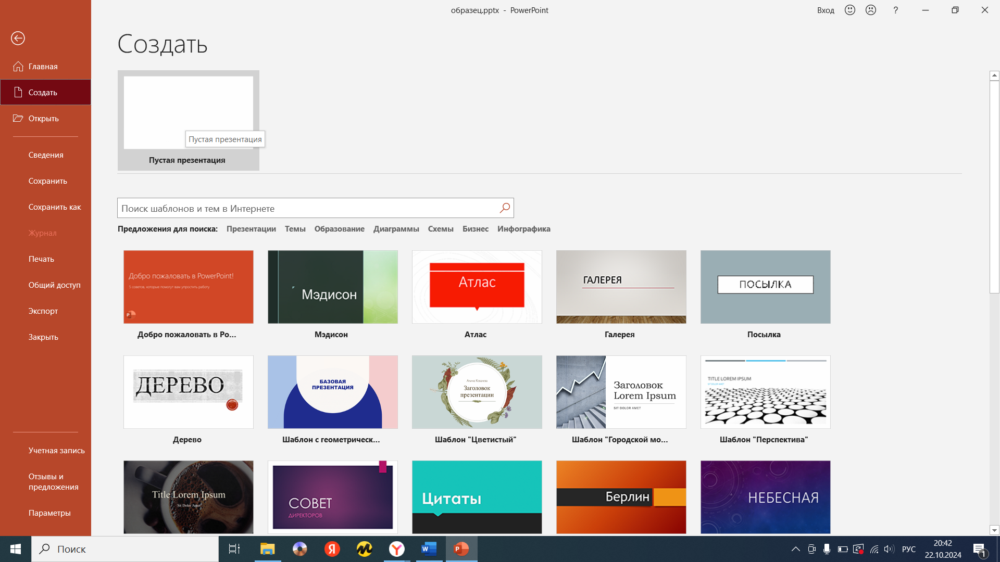 образец.pptx - PowerPoint
Вход
?
Создать
Главная
Создать
Открыть
Сведения
Сохранить
Сохранить как
Журнал
Печать
Общий доступ
Экспорт
Закрыть
Учетная запись
Отзывы и
предложения
Параметры
Пустая презентация
Пустая презентация
Поиск шаблонов и тем в Интернете
Предложения для поиска: Презентации Темы Образование Диаграммы Схемы Бизнес Инфографика
Добро пожаловать в PowerPoint!
5 советов, которые помогут вам упростить работу
P
Мэдисон
Атлас
ГАЛЕРЕЯ
ПОСЫЛКА
Добро пожаловать в Po...
Мэдисон
Атлас
Галерея
Посылка
ДЕРЕВО
БАЗОВАЯ
ПРЕЗЕНТАЦИЯ
Алина Ковалева
Заголовок
презентации
Заголовок
Lorem Ipsum
SIT DOLOR AMET
TITLE LOREM IPSUM
SIT DOLOR AMET
Дерево
Шаблон с геометрическ...
Шаблон "Цветистый"
Шаблон "Городской мо...
Шаблон "Перспектива"
Title Lorem Ipsum
Sit Dolor Amet
СОВЕТ
ДИРЕКТОРОВ
Цитаты
Берлин
НЕБЕСНАЯ
Поиск
Я
W
P
РУС
20:42
22.10.2024
1